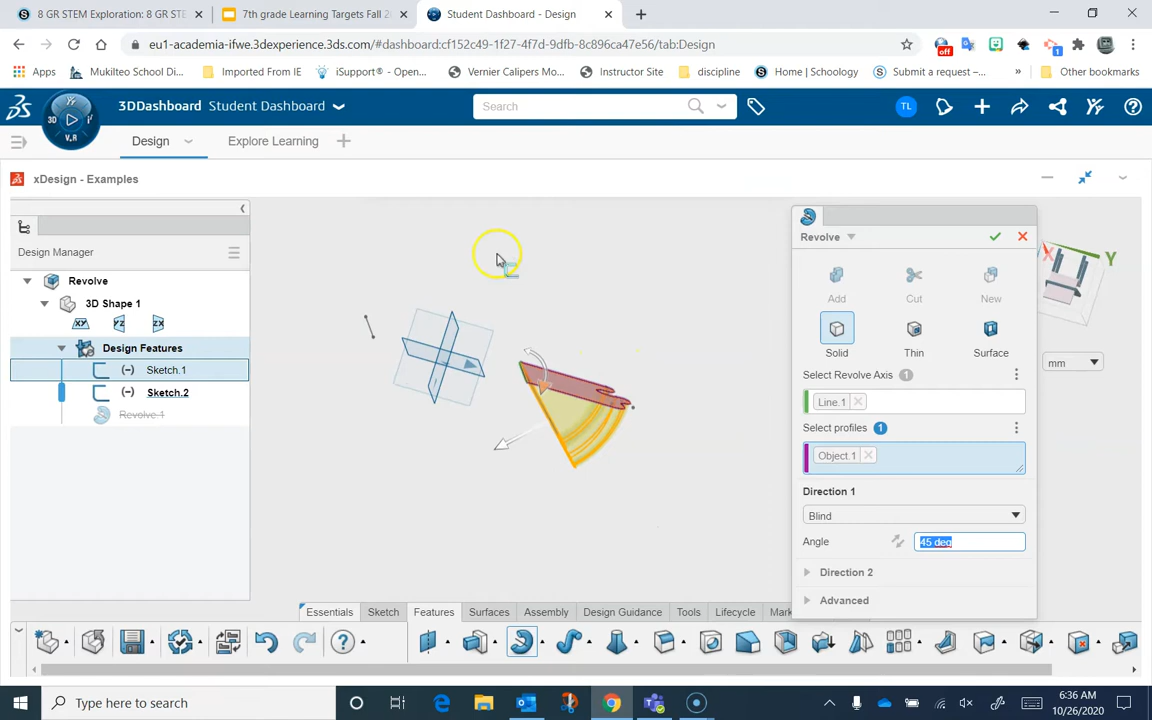 8 GR STEM Exploration: 8 GR STE
7th grade Learning Targets Fall 2
Student Dashboard - Design
eu1-academia-ifwe.3dexperience.3ds.com/#dashboard:cf152c49-1f27-4f7d-9dfb-8c896ca47e56/tab:Design
Apps
Mukilteo School Di...
Imported From IE
iSupport® - Open...
Vernier Calipers Mo...
Instructor Site
discipline
Home | Schoology
Submit a request –...
»
Other bookmarks
off
1
3DDashboard Student Dashboard
Search
TL
3D
V.R
Design
Explore Learning
xDesign - Examples
Design Manager
Revolve
3D Shape 1
XY
YZ
ZX
Design Features
Sketch.1
Sketch.2
Revolve.1
Revolve
Add
Cut
New
Solid
Thin
Surface
Select Revolve Axis 1
Line.1
Select profiles 1
Object.1
Direction 1
Blind
Angle
45 deg
Direction 2
Advanced
X
Y
mm
Essentials
Sketch
Features
Surfaces
Assembly
Design Guidance
Tools
Lifecycle
Mark
Type here to search
6:36 AM
10/26/2020